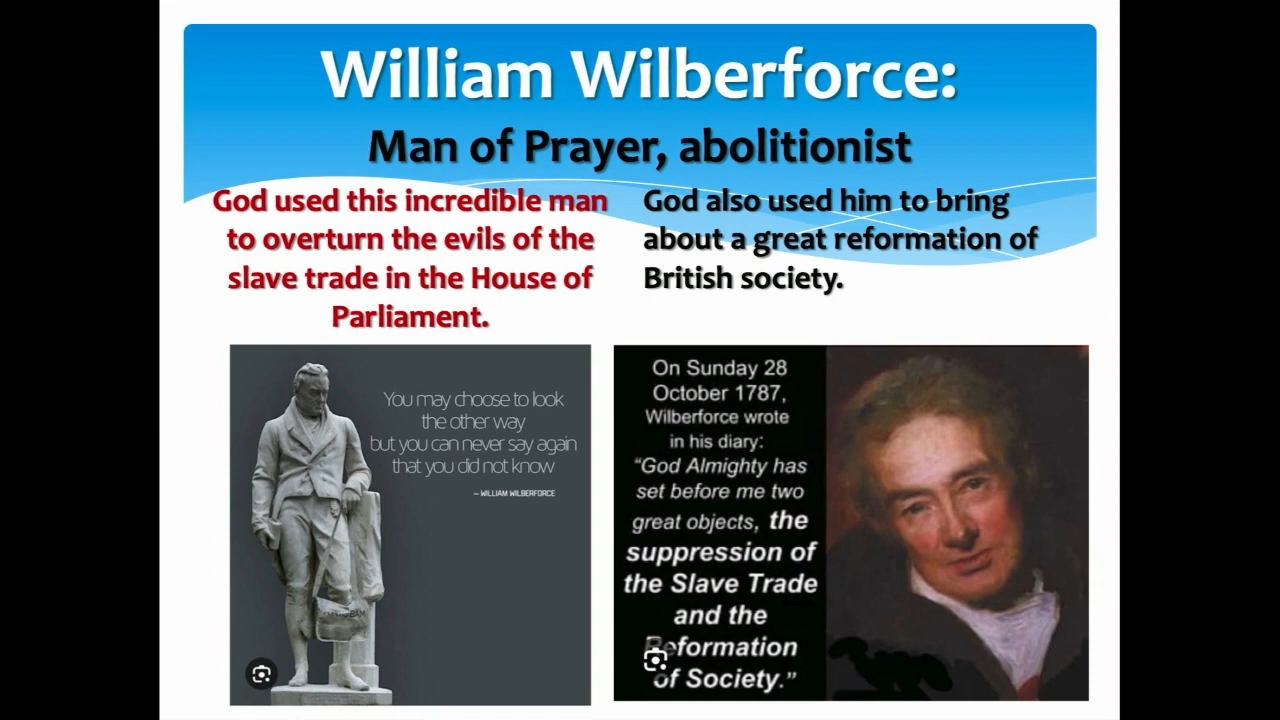 William Wilberforce:
Man of Prayer, abolitionist
God used this incredible man
to overturn the evils of the
slave trade in the House of
Parliament.
God also used him to bring
about a great reformation of
British society.
You may choose to look
the other way
but you can never say again
that you did not know
— WILLIAM WILBERFORCE
On Sunday 28
October 1787,
Wilberforce wrote
in his diary:
“God Almighty has
set before me two
great objects, the
suppression of
the Slave Trade
and the
Reformation
of Society.”